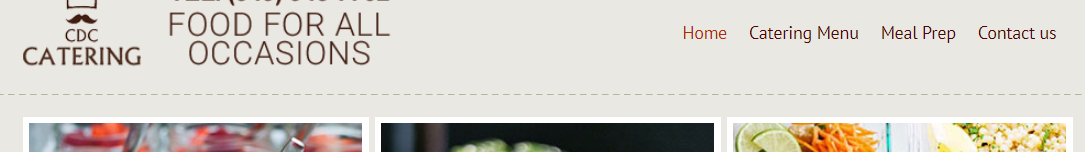 FOOD FOR ALL
OCCASIONS
CDC
CATERING
Home Catering Menu Meal Prep Contact us